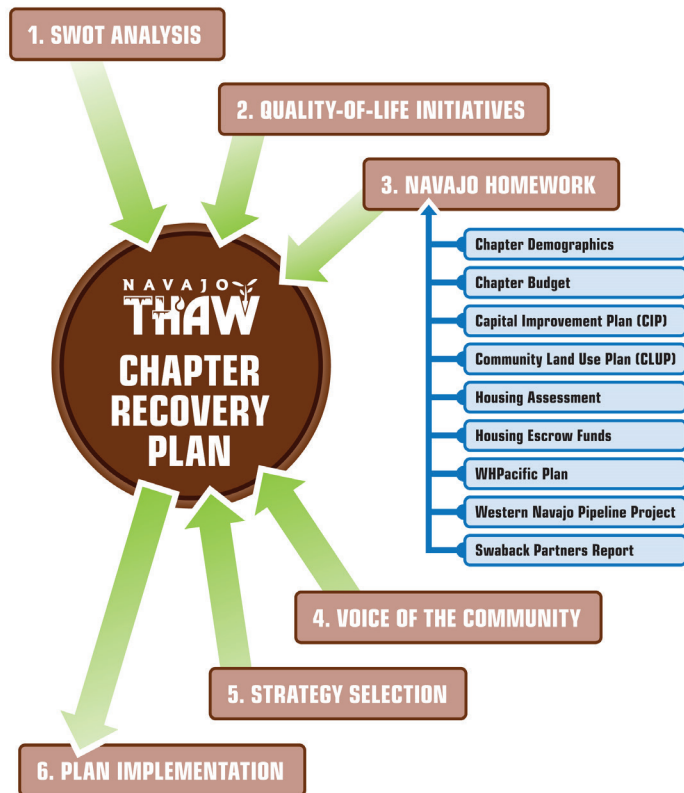 1. SWOT ANALYSIS
2. QUALITY-OF-LIFE INITIATIVES
3. NAVAJO HOMEWORK
Chapter Demographics
Chapter Budget
Capital Improvement Plan (CIP)
Community Land Use Plan (CLUP)
Housing Assessment
Housing Escrow Funds
WHPacific Plan
Western Navajo Pipeline Project
Swaback Partners Report
NAVAJO
THAW
CHAPTER
RECOVERY
PLAN
4. VOICE OF THE COMMUNITY
5. STRATEGY SELECTION
6. PLAN IMPLEMENTATION